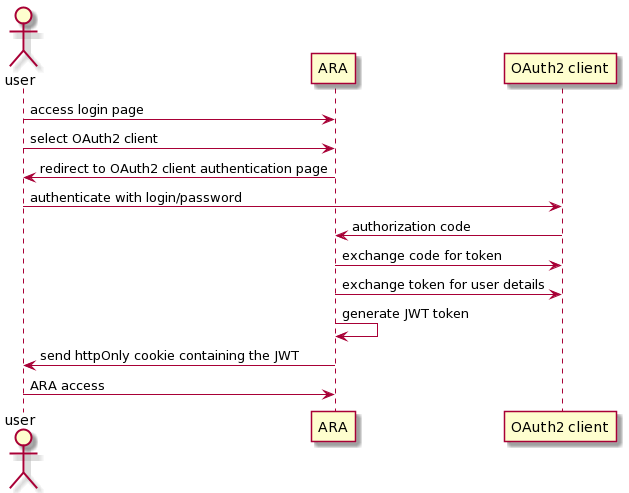 user
ARA
OAuth2 client
access login page
select OAuth2 client
redirect to OAuth2 client authentication page
authenticate with login/password
authorization code
exchange code for token
exchange token for user details
generate JWT token
send httpOnly cookie containing the JWT
ARA access
user
ARA
OAuth2 client